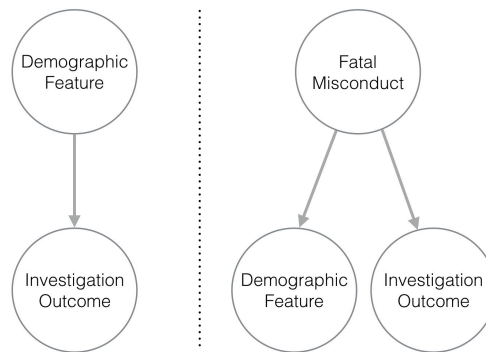 Demographic
Feature
Investigation
Outcome
Fatal
Misconduct
Demographic
Feature
Investigation
Outcome